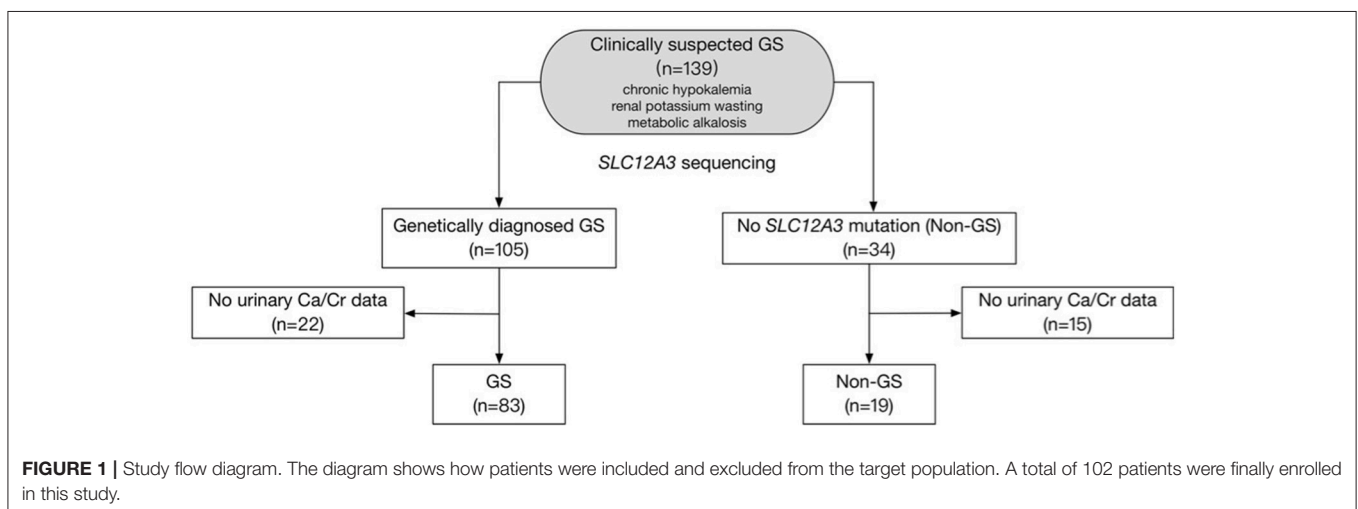 Clinically suspected GS
(n=139)
chronic hypokalemia
renal potassium wasting
metabolic alkalosis
SLC12A3 sequencing
Genetically diagnosed GS
(n=105)
No SLC12A3 mutation (Non-GS)
(n=34)
No urinary Ca/Cr data
(n=22)
No urinary Ca/Cr data
(n=15)
GS
(n=83)
Non-GS
(n=19)
FIGURE 1 | Study flow diagram. The diagram shows how patients were included and excluded from the target population. A total of 102 patients were finally enrolled
in this study.